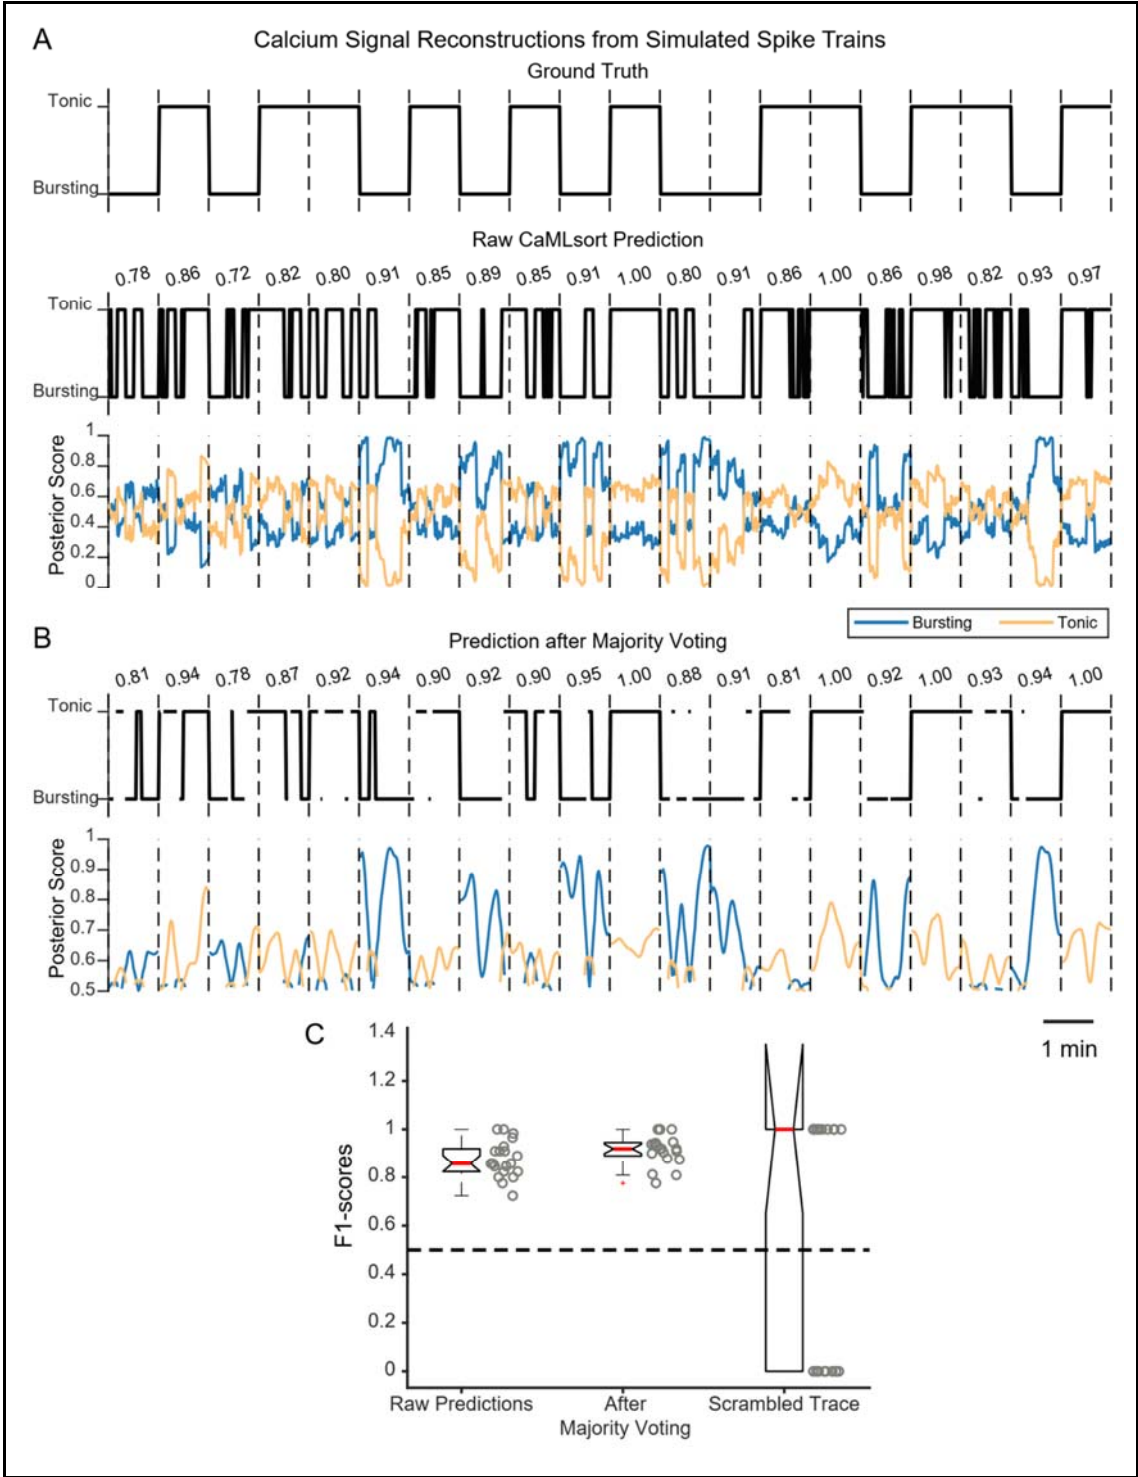 A
Calcium Signal Reconstructions from Simulated Spike Trains
Ground Truth
Tonic
Bursting
Raw CaMLsort Prediction
0.78 0.86 0.72 0.82 0.80 0.91 0.85 0.89 0.85 0.91 1.00 0.80 0.91 0.86 1.00 0.86 0.98 0.82 0.93 0.97
Tonic
Bursting
Posterior Score
1
0.8
0.6
0.4
0.2
0
Bursting Tonic
B
Prediction after Majority Voting
0.81 0.94 0.78 0.87 0.92 0.94 0.90 0.92 0.90 0.95 1.00 0.88 0.91 0.81 1.00 0.92 1.00 0.93 0.94 1.00
Tonic
Bursting
Posterior Score
1
0.9
0.8
0.7
0.6
0.5
1 min
C
F1-scores
1.4
1.2
1
0.8
0.6
0.4
0.2
0
Raw Predictions
After
Majority Voting
Scrambled Trace